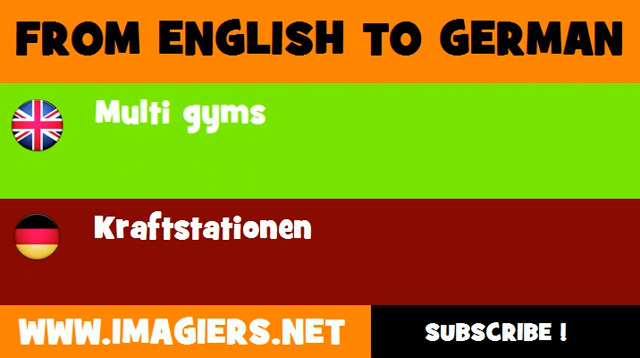 FROM ENGLISH TO GERMAN
Multi gyms
Kraftstationen
WWW.IMAGIERS.NET
SUBSCRIBE !